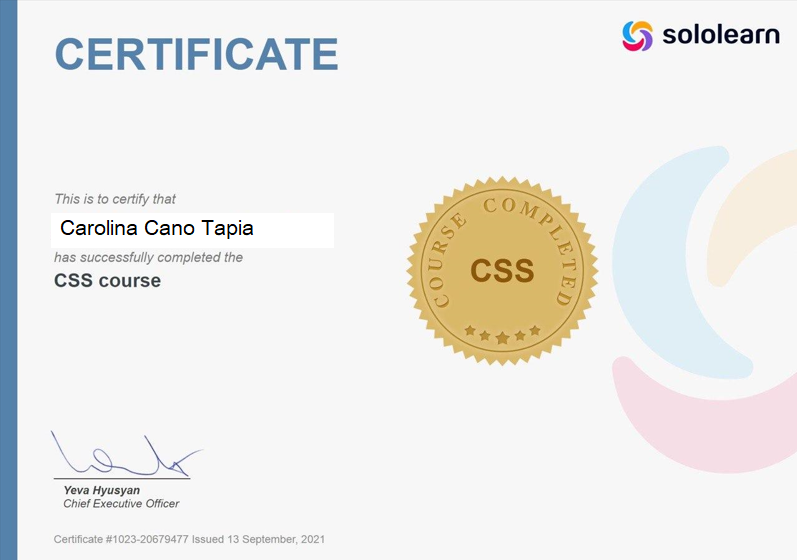 CERTIFICATE
sololearn
This is to certify that
Carolina Cano Tapia
has successfully completed the
CSS course
COURSE COMPLETED
CSS
Yeva Hyusyan
Chief Executive Officer
Certificate #1023-20679477 Issued 13 September, 2021